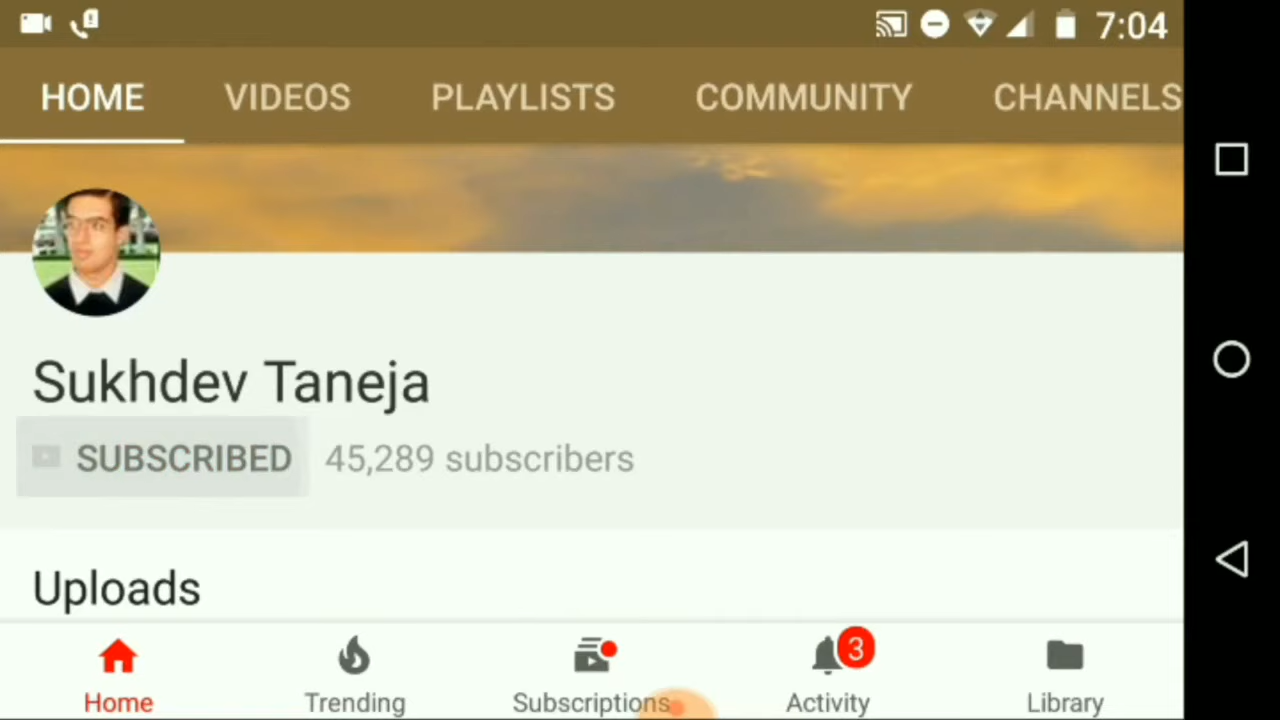 7:04
HOME VIDEOS PLAYLISTS COMMUNITY CHANNELS
Sukhdev Taneja
SUBSCRIBED 45,289 subscribers
Uploads
3
Home Trending Subscriptions Activity Library